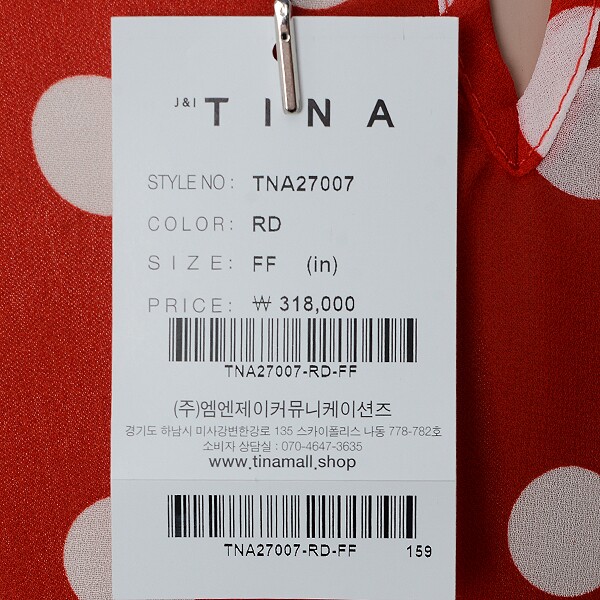 J&I TINA
STYLE NO : TNA27007
COLOR: RD
SIZE: FF (in)
PRICE: ₩ 318,000
TNA27007-RD-FF
(주)엠엔제이커뮤니케이션즈
경기도 하남시 미사강변한강로 135 스카이폴리스 나동 778-782호
소비자 상담실 : 070-4647-3635
www.tinamall.shop
TNA27007-RD-FF 159